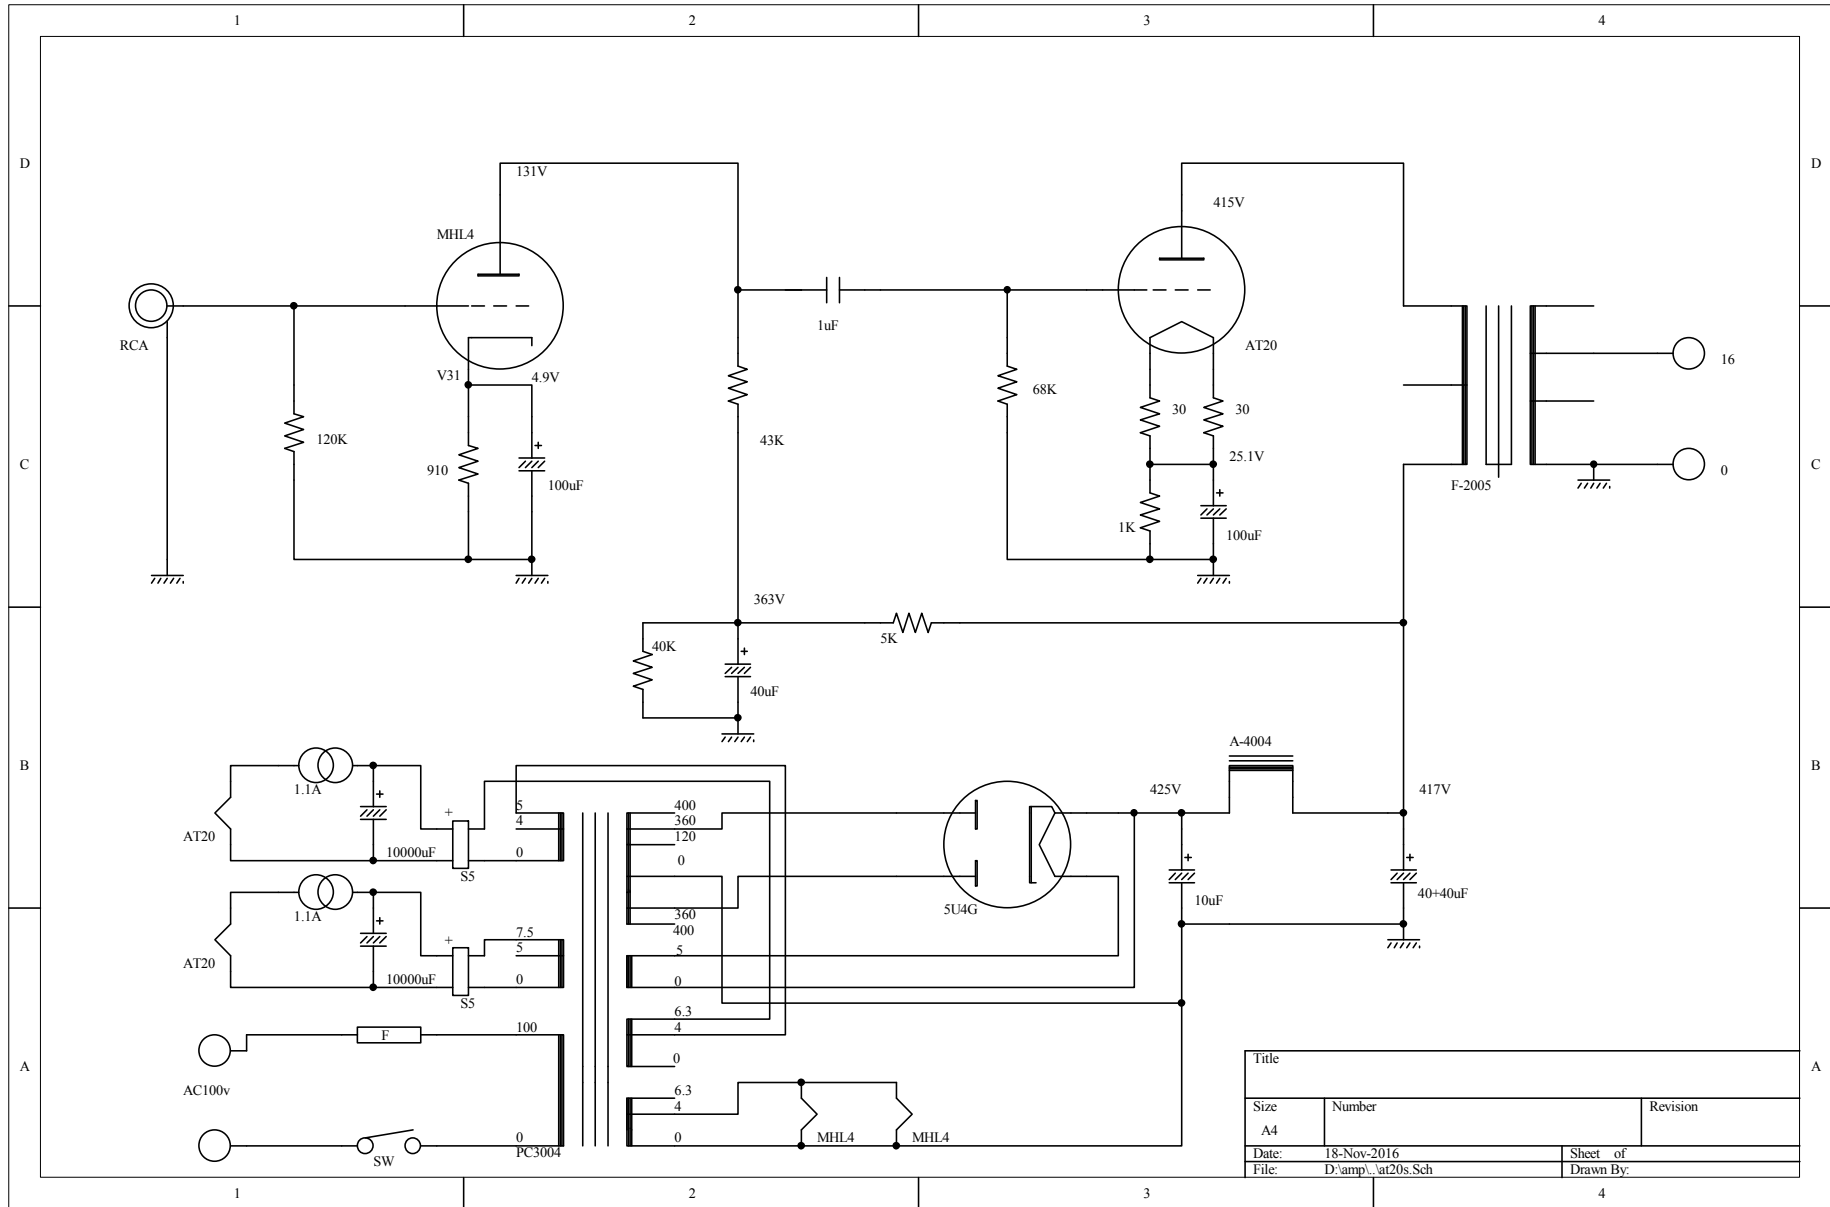 1 2 3 4
D D
131V
415V
MHL4
RCA
1uF
AT20
16
V31 4.9V
68K
30 30
120K
43K
25.1V
910
0
100uF
F-2005
1K
100uF
C C
363V
5K
40K
40uF
A-4004
B B
1.1A
425V 417V
5
4
400
360
120
AT20
10000uF
0
0
+
S5
1.1A
10uF
40+40uF
5U4G
360
400
7.5
5
5
AT20
10000uF
0
0
+
S5
6.3
4
100
F
0
AC100v
A A
6.3
4
0
0
PC3004
SW
MHL4 MHL4
Title
Size Number Revision
A4
Date: 18-Nov-2016 Sheet of
File: D:\amp\..\at20s.Sch Drawn By:
1 2 3 4